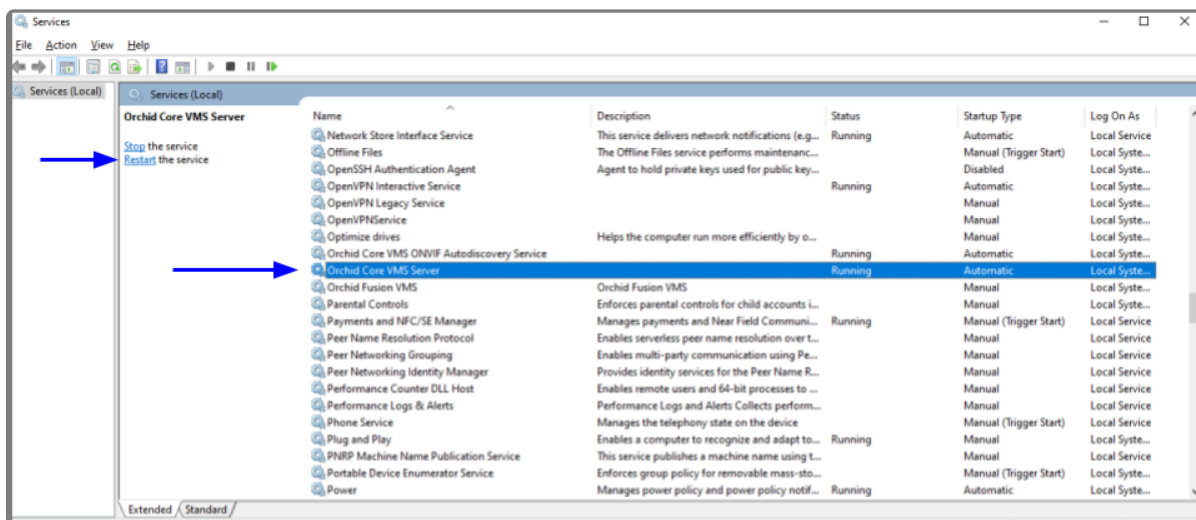 Services
File Action View Help
Services (Local)
Services (Local)
Orchid Core VMS Server
Stop the service
Restart the service
Name Description Status Startup Type Log On As
Network Store Interface Service This service delivers network notifications (e.g... Running Automatic Local Service
Offline Files The Offline Files service performs maintenanc... Manual (Trigger Start) Local Syste...
OpenSSH Authentication Agent Agent to hold private keys used for public key... Disabled Local Syste...
OpenVPN Interactive Service Running Automatic Local Syste...
OpenVPN Legacy Service Manual Local Syste...
OpenVPNService Manual Local Syste...
Optimize drives Helps the computer run more efficiently by o... Manual Local Syste...
Orchid Core VMS ONVIF Autodiscovery Service Running Automatic Local Syste...
Orchid Core VMS Server Running Automatic Local Syste...
Orchid Fusion VMS Orchid Fusion VMS Manual Local Syste...
Parental Controls Enforces parental controls for child accounts i... Manual Local Syste...
Payments and NFC/SE Manager Manages payments and Near Field Communi... Running Manual (Trigger Start) Local Service
Peer Name Resolution Protocol Enables serverless peer name resolution over t... Manual Local Service
Peer Networking Grouping Enables multi-party communication using Pe... Manual Local Service
Peer Networking Identity Manager Provides identity services for the Peer Name R... Manual Local Service
Performance Counter DLL Host Enables remote users and 64-bit processes to ... Manual Local Service
Performance Logs & Alerts Performance Logs and Alerts Collects perform... Manual Local Service
Phone Service Manages the telephony state on the device Manual (Trigger Start) Local Service
Plug and Play Enables a computer to recognize and adapt to... Running Manual Local Syste...
PNRP Machine Name Publication Service This service publishes a machine name using t... Manual Local Service
Portable Device Enumerator Service Enforces group policy for removable mass-sto... Manual (Trigger Start) Local Syste...
Power Manages power policy and power policy notif... Running Automatic Local Syste...
Extended Standard